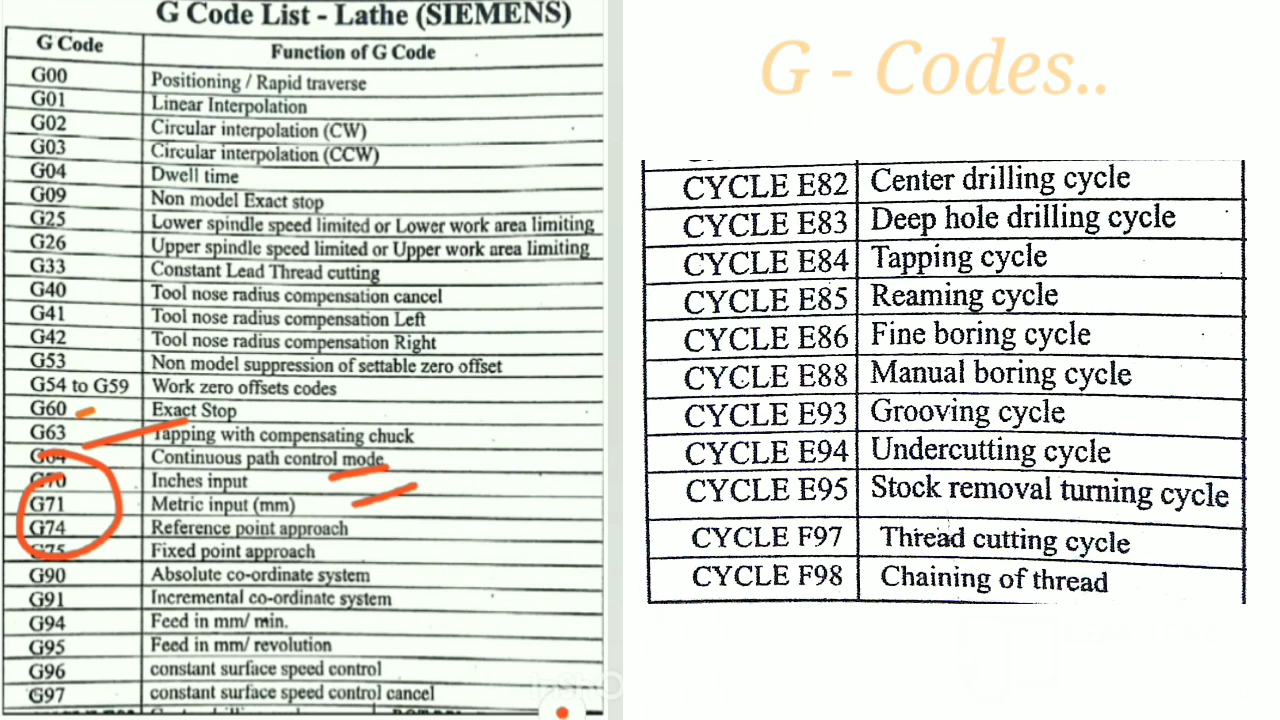 G Code List - Lathe (SIEMENS)
G Code Function of G Code
G00 Positioning / Rapid traverse
G01 Linear Interpolation
G02 Circular interpolation (CW)
G03 Circular interpolation (CCW)
G04 Dwell time
G09 Non model Exact stop
G25 Lower spindle speed limited or Lower work area limiting
G26 Upper spindle speed limited or Upper work area limiting
G33 Constant Lead Thread cutting
G40 Tool nose radius compensation cancel
G41 Tool nose radius compensation Left
G42 Tool nose radius compensation Right
G53 Non model suppression of settable zero offset
G54 to G59 Work zero offsets codes
G60 Exact Stop
G63 Tapping with compensating chuck
G64 Continuous path control mode
G70 Inches input
G71 Metric input (mm)
G74 Reference point approach
G75 Fixed point approach
G90 Absolute co-ordinate system
G91 Incremental co-ordinate system
G94 Feed in mm/ min.
G95 Feed in mm/ revolution
G96 constant surface speed control
G97 constant surface speed control cancel
G - Codes..
CYCLE E82 Center drilling cycle
CYCLE E83 Deep hole drilling cycle
CYCLE E84 Tapping cycle
CYCLE E85 Reaming cycle
CYCLE E86 Fine boring cycle
CYCLE E88 Manual boring cycle
CYCLE E93 Grooving cycle
CYCLE E94 Undercutting cycle
CYCLE E95 Stock removal turning cycle
CYCLE F97 Thread cutting cycle
CYCLE F98 Chaining of thread